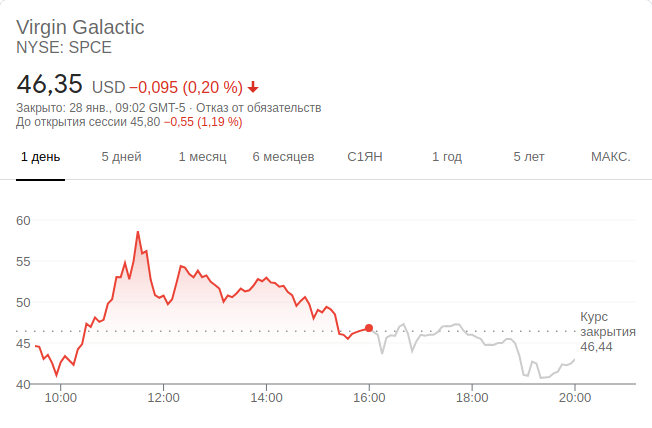 Virgin Galactic
NYSE: SPCE
46,35 USD −0,095 (0,20 %)
Закрыто: 28 янв., 09:02 GMT-5 · Отказ от обязательств
До открытия сессии 45,80 −0,55 (1,19 %)
1 день 5 дней 1 месяц 6 месяцев С1ЯН 1 год 5 лет МАКС.
60
55
50
45
40
Курс
закрытия
46,44
10:00 12:00 14:00 16:00 18:00 20:00